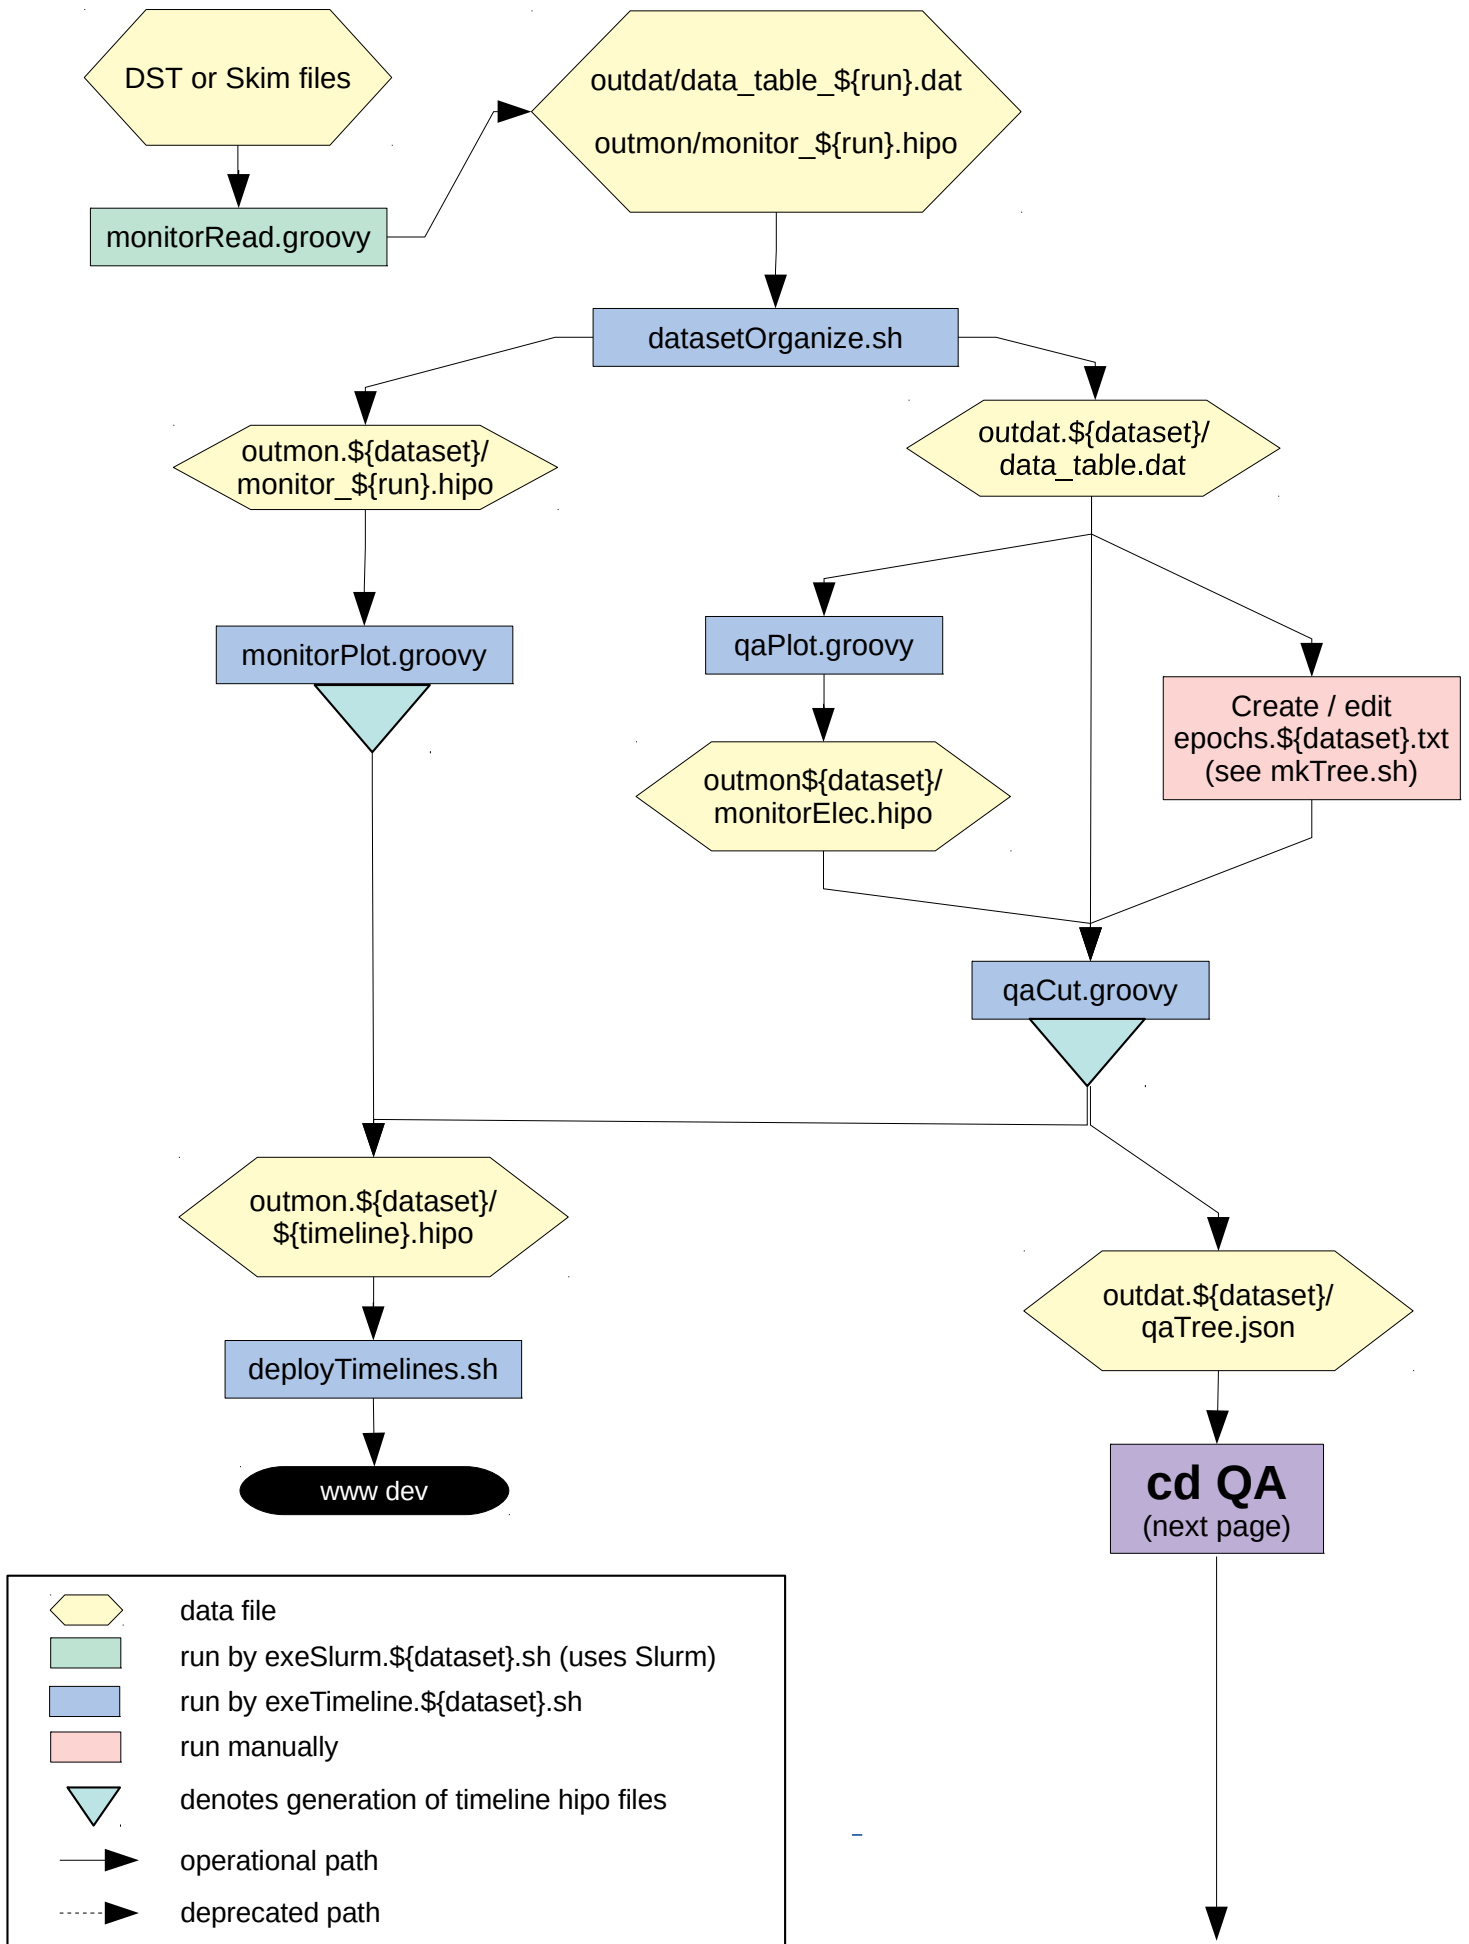 DST or Skim files
outdat/data_table_${run}.dat
outmon/monitor_${run}.hipo
monitorRead.groovy
datasetOrganize.sh
outmon.${dataset}/
monitor_${run}.hipo
outdat.${dataset}/
data_table.dat
monitorPlot.groovy
qaPlot.groovy
Create / edit
epochs.${dataset}.txt
(see mkTree.sh)
outmon${dataset}/
monitorElec.hipo
qaCut.groovy
outmon.${dataset}/
${timeline}.hipo
outdat.${dataset}/
qaTree.json
deployTimelines.sh
www dev
cd QA
(next page)
data file
run by exeSlurm.${dataset}.sh (uses Slurm)
run by exeTimeline.${dataset}.sh
run manually
denotes generation of timeline hipo files
operational path
deprecated path